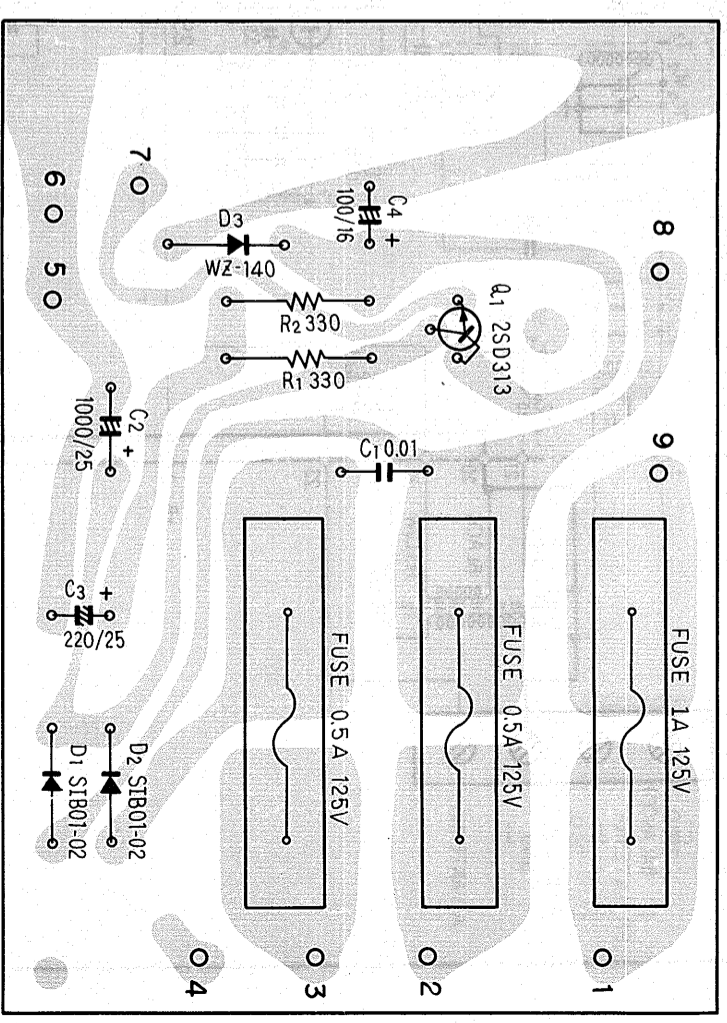 7
6
5
D3
WZ-140
C4
100/16
+
8
R2 330
R1 330
Q1 2SD313
C2
1000/25
+
C1 0.01
9
C3 +
220/25
FUSE 0.5A 125V
FUSE 0.5A 125V
FUSE 1A 125V
D1 SIB01-02
D2 SIB01-02
4
3
2
1